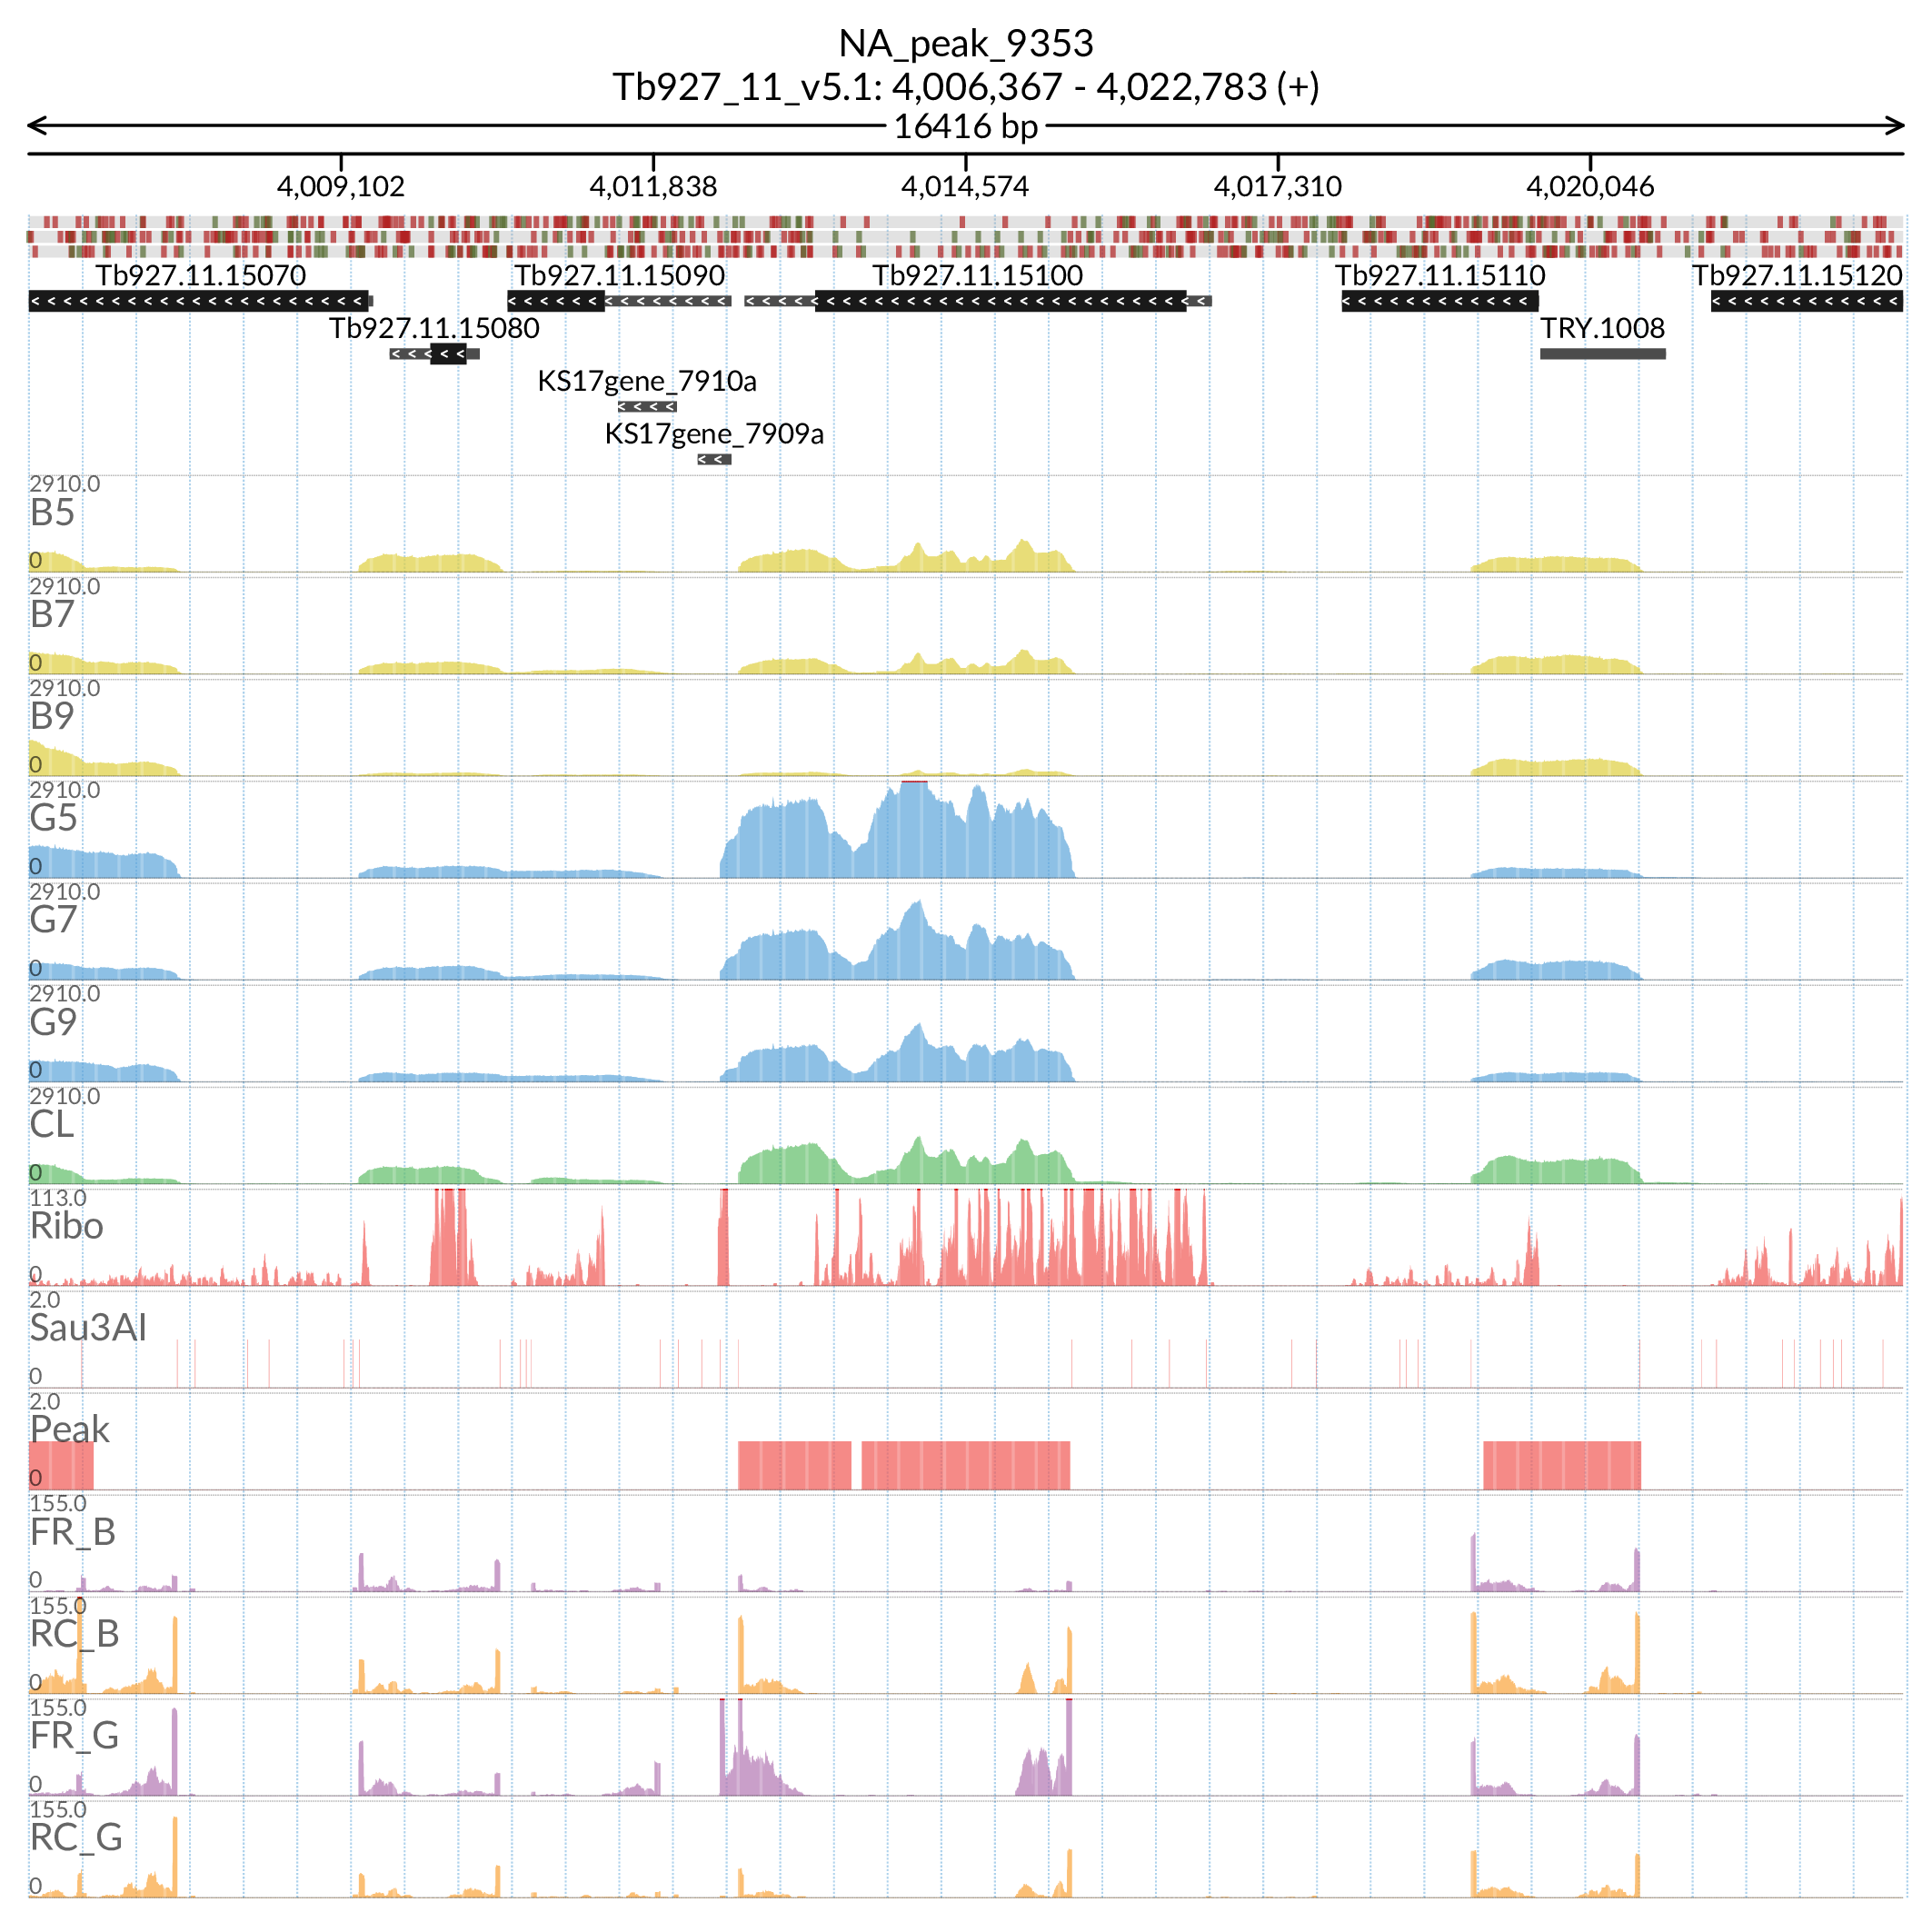 NA_peak_9353
Tb927_11_v5.1: 4,006,367 - 4,022,783 (+)
16416 bp
4,009,102 4,011,838 4,014,574 4,017,310 4,020,046
Tb927.11.15070 Tb927.11.15090 Tb927.11.15100 Tb927.11.15110 Tb927.11.15120
Tb927.11.15080 TRY.1008
KS17gene_7910a
KS17gene_7909a
2910.0
B5
0
2910.0
B7
0
2910.0
B9
0
2910.0
G5
0
2910.0
G7
0
2910.0
G9
0
2910.0
CL
0
113.0
Ribo
0
2.0
Sau3AI
0
2.0
Peak
0
155.0
FR_B
0
155.0
RC_B
0
155.0
FR_G
0
155.0
RC_G
0